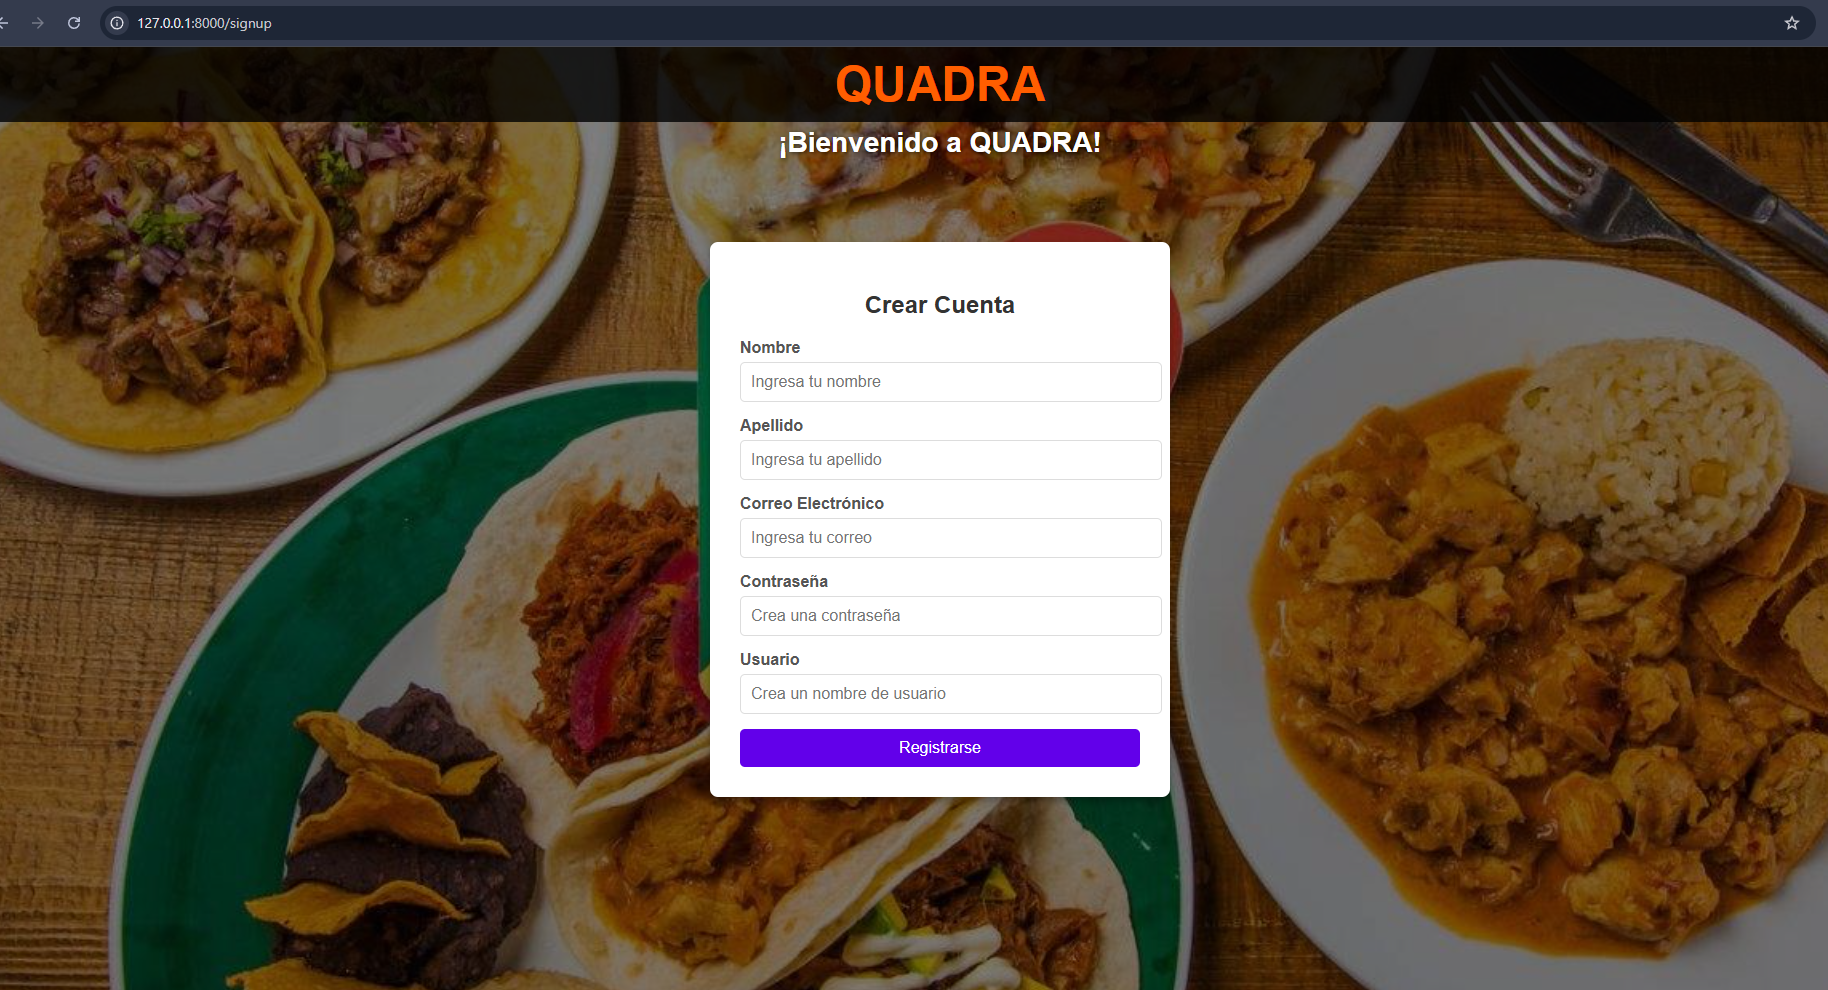 127.0.0.1:8000/signup
QUADRA
¡Bienvenido a QUADRA!
Crear Cuenta
Nombre
Ingresa tu nombre
Apellido
Ingresa tu apellido
Correo Electrónico
Ingresa tu correo
Contraseña
Crea una contraseña
Usuario
Crea un nombre de usuario
Registrarse